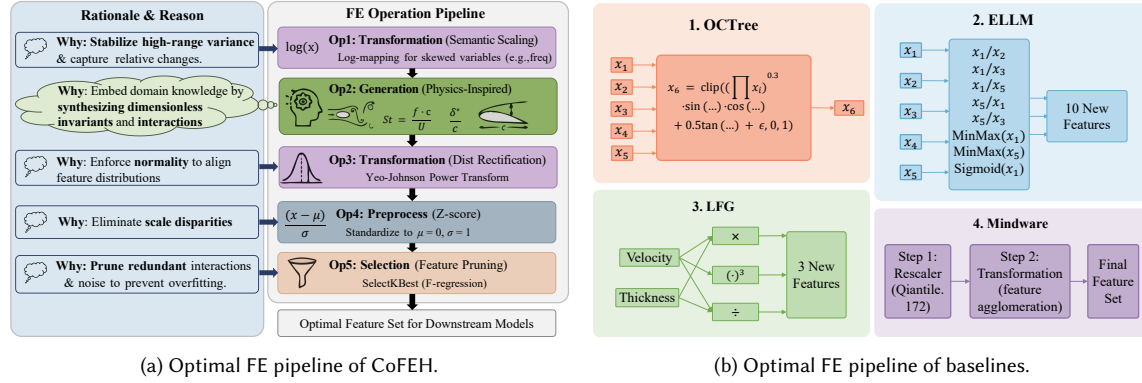 Rationale & Reason
FE Operation Pipeline
Why: Stabilize high-range variance
& capture relative changes.
log(x)
Op1: Transformation (Semantic Scaling)
Log-mapping for skewed variables (e.g.,freq)
Why: Embed domain knowledge by
synthesizing dimensionless
invariants and interactions
Op2: Generation (Physics-Inspired)
St = f · c / U
δ* / c
c
Why: Enforce normality to align
feature distributions
Op3: Transformation (Dist Rectification)
Yeo-Johnson Power Transform
Why: Eliminate scale disparities
(x − μ) / σ
Op4: Preprocess (Z-score)
Standardize to μ = 0, σ = 1
Why: Prune redundant interactions
& noise to prevent overfitting.
Op5: Selection (Feature Pruning)
SelectKBest (F-regression)
Optimal Feature Set for Downstream Models
(a) Optimal FE pipeline of CoFEH.
1. OCTree
x₁
x₂
x₃
x₄
x₅
x₆ = clip((∏ xᵢ)^0.3
·sin (...) ·cos (...)
+ 0.5tan (...) + ϵ, 0, 1)
x₆
2. ELLM
x₁
x₂
x₃
x₄
x₅
x₁/x₂
x₁/x₃
x₁/x₅
x₅/x₁
x₅/x₃
MinMax(x₁)
MinMax(x₅)
Sigmoid(x₁)
10 New
Features
3. LFG
Velocity
Thickness
×
(·)³
÷
3 New
Features
4. Mindware
Step 1:
Rescaler
(Qiantile.
172)
Step 2:
Transformation
(feature
agglomeration)
Final
Feature
Set
(b) Optimal FE pipeline of baselines.